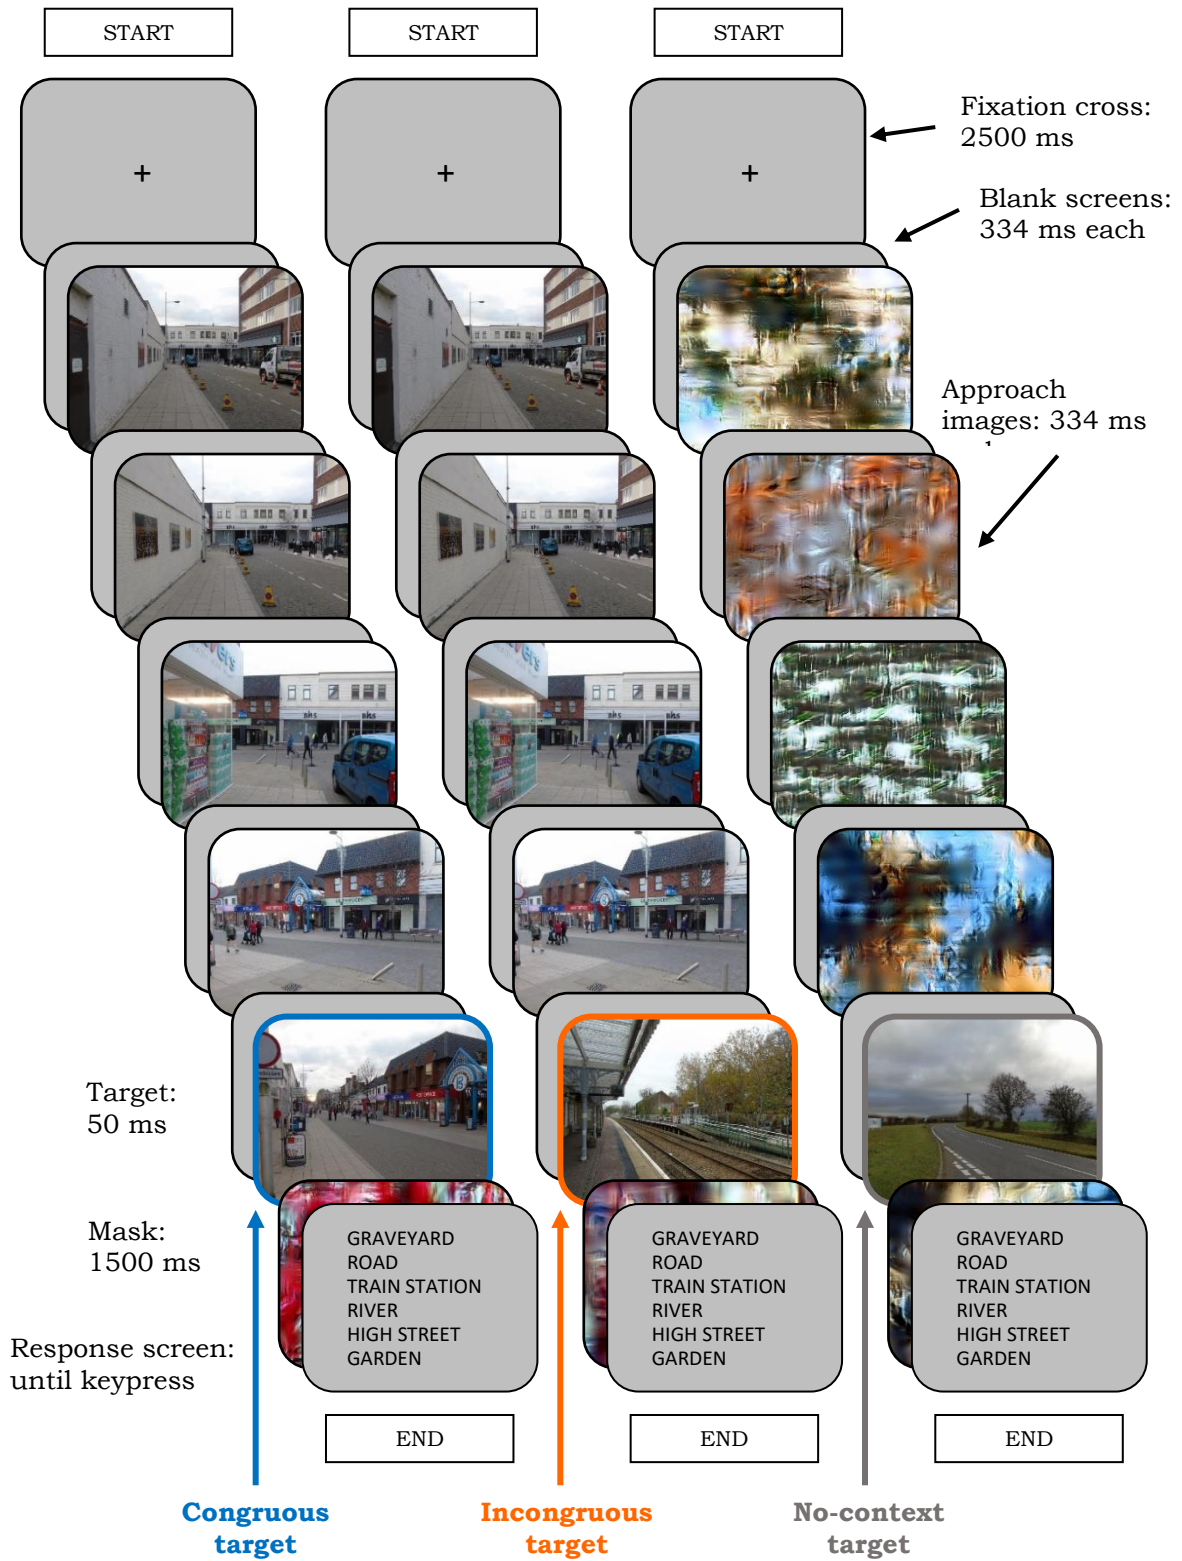 START
START
START
Fixation cross:
2500 ms
+
+
+
Blank screens:
334 ms each
Approach
images: 334 ms
bhs
bhs
Target:
50 ms
Mask:
1500 ms
GRAVEYARD
ROAD
TRAIN STATION
RIVER
HIGH STREET
GARDEN
GRAVEYARD
ROAD
TRAIN STATION
RIVER
HIGH STREET
GARDEN
GRAVEYARD
ROAD
TRAIN STATION
RIVER
HIGH STREET
GARDEN
Response screen:
until keypress
END
END
END
Congruous
target
Incongruous
target
No-context
target